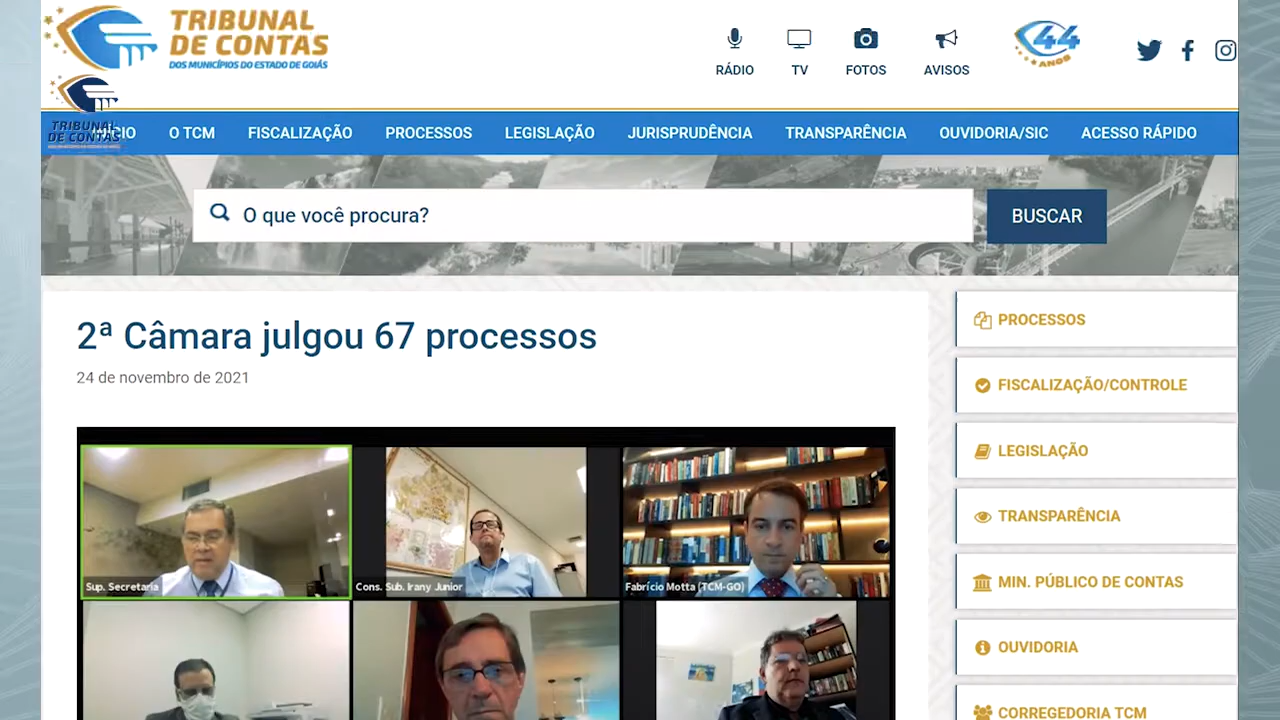 TRIBUNAL
DE CONTAS
DOS MUNICÍPIOS DO ESTADO DE GOIÁS
RÁDIO
TV
FOTOS
AVISOS
44
ANOS
TRIBUNAL
DE CONTAS
O TCM
FISCALIZAÇÃO
PROCESSOS
LEGISLAÇÃO
JURISPRUDÊNCIA
TRANSPARÊNCIA
OUVIDORIA/SIC
ACESSO RÁPIDO
O que você procura?
BUSCAR
2ª Câmara julgou 67 processos
24 de novembro de 2021
Sup. Secretaria
Cons. Sub. Irany Junior
Fabrício Motta (TCM-GO)
PROCESSOS
FISCALIZAÇÃO/CONTROLE
LEGISLAÇÃO
TRANSPARÊNCIA
MIN. PÚBLICO DE CONTAS
OUVIDORIA
CORREGEDORIA TCM